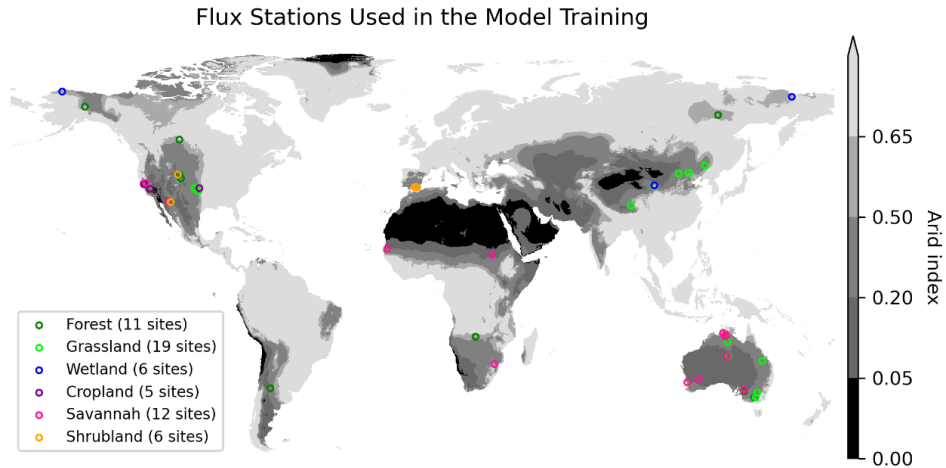 Flux Stations Used in the Model Training
Forest (11 sites)
Grassland (19 sites)
Wetland (6 sites)
Cropland (5 sites)
Savannah (12 sites)
Shrubland (6 sites)
0.65
0.50
0.20
0.05
0.00
Arid index